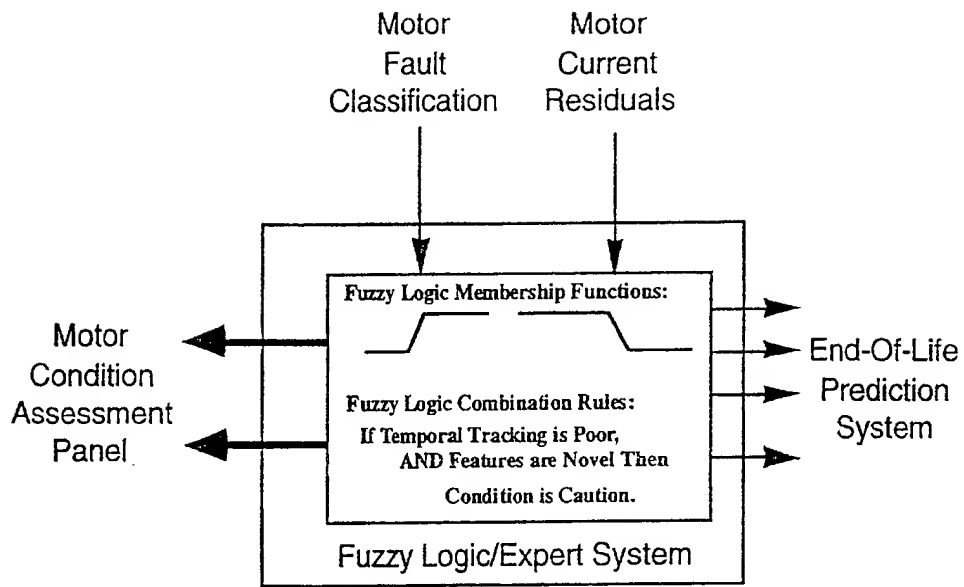 Motor
Fault
Classification
Motor
Current
Residuals
Fuzzy Logic Membership Functions:
Motor
Condition
Assessment
Panel
End-Of-Life
Prediction
System
Fuzzy Logic Combination Rules:
If Temporal Tracking is Poor,
AND Features are Novel Then
Condition is Caution.
Fuzzy Logic/Expert System